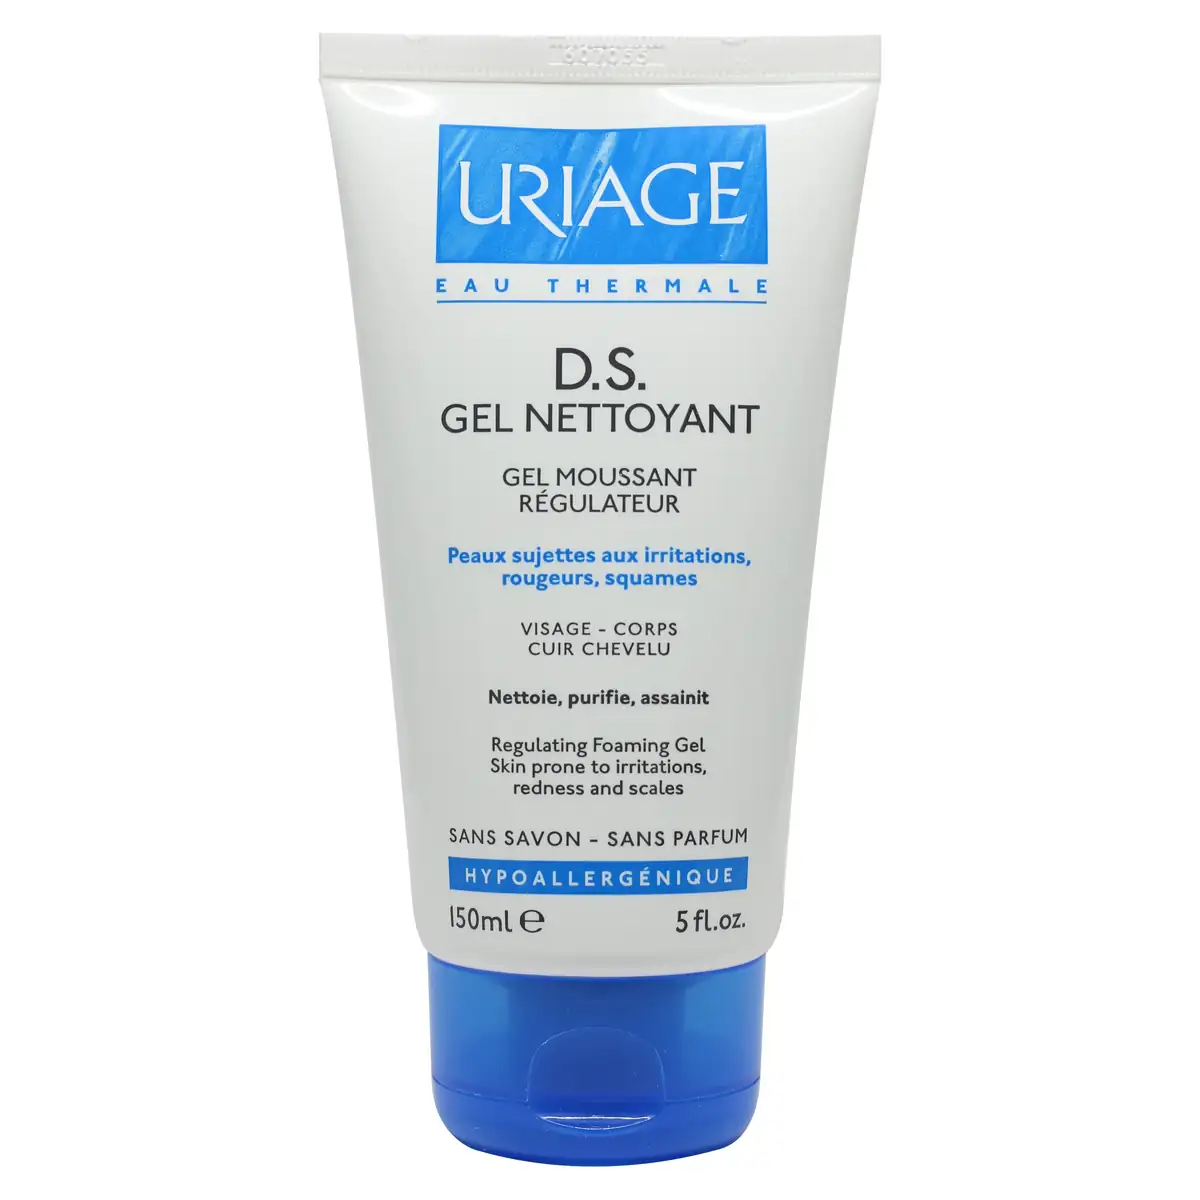 URIAGE
EAU THERMALE
D.S.
GEL NETTOYANT
GEL MOUSSANT
RÉGULATEUR
Peaux sujettes aux irritations,
rougeurs, squames
VISAGE - CORPS
CUIR CHEVELU
Nettoie, purifie, assainit
Regulating Foaming Gel
Skin prone to irritations,
redness and scales
SANS SAVON - SANS PARFUM
HYPOALLERGÉNIQUE
150ml e 5 fl.oz.